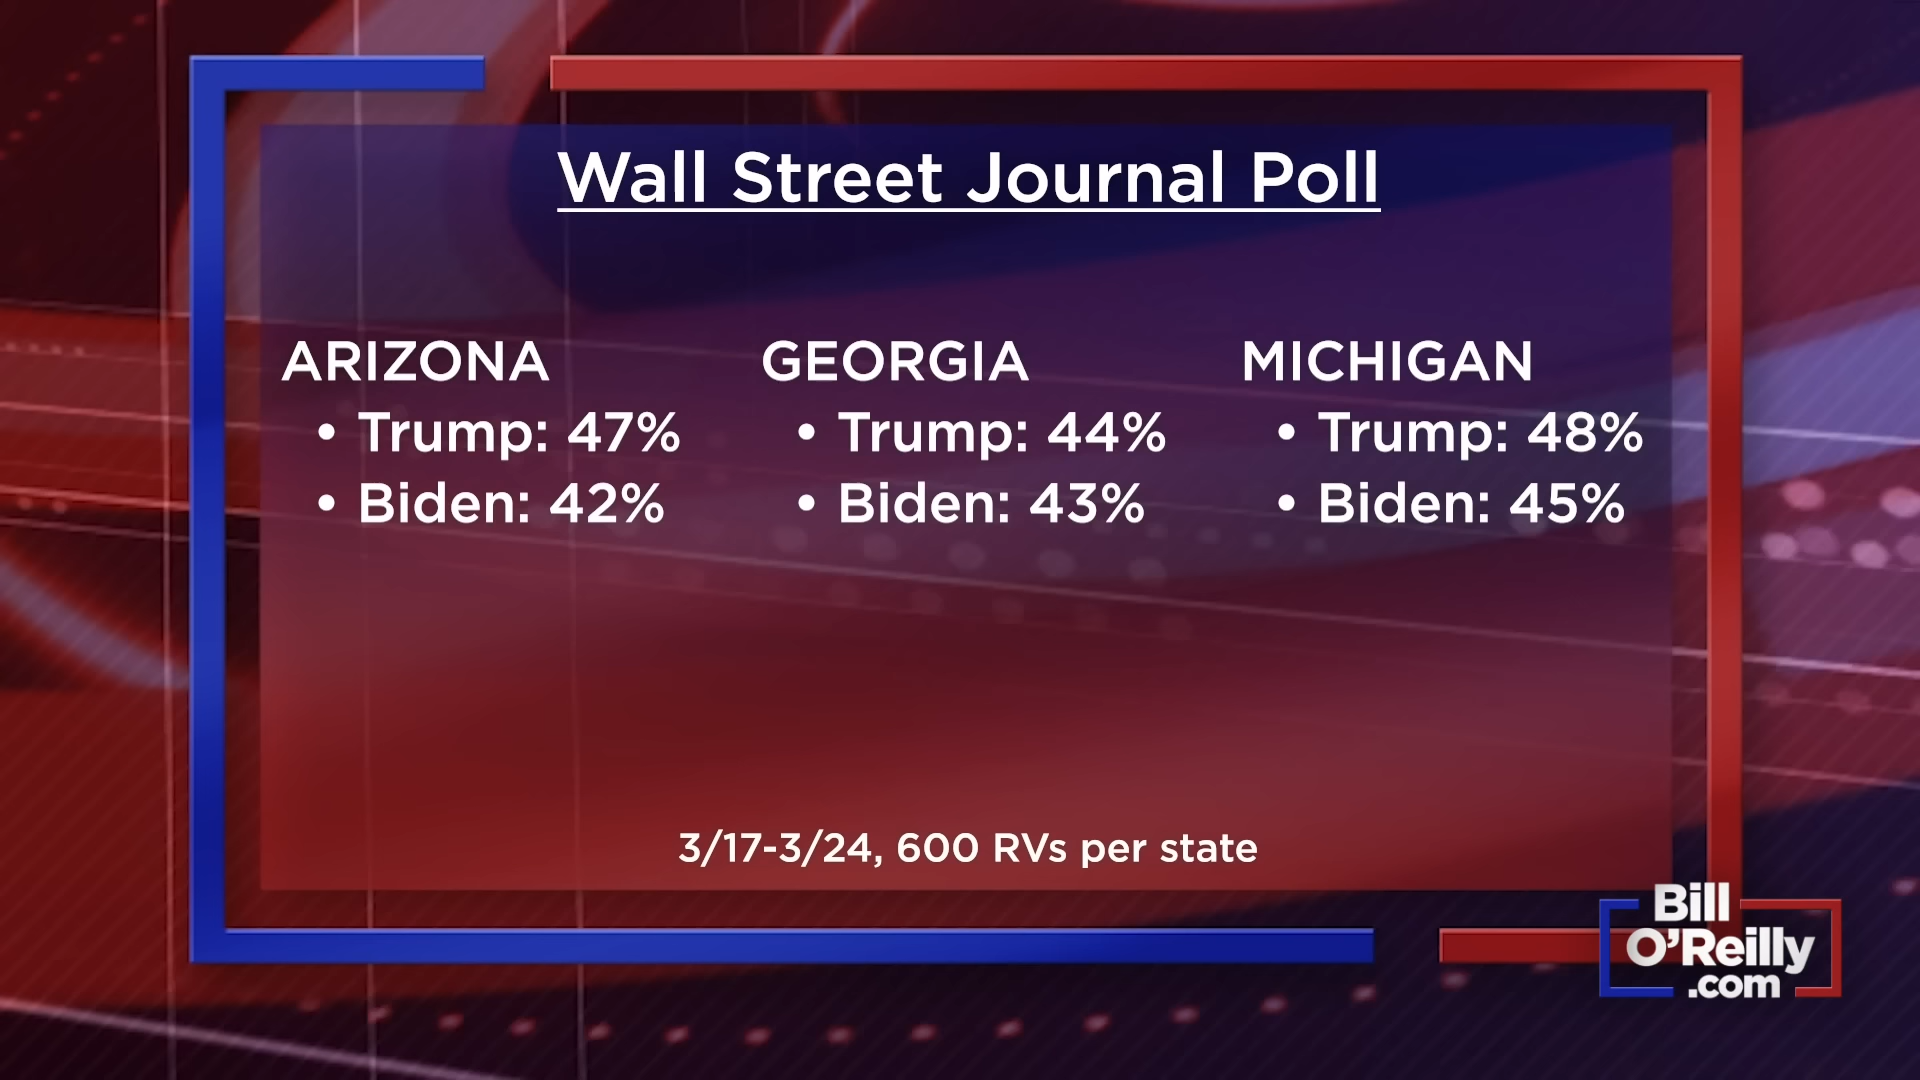 Wall Street Journal Poll
ARIZONA
• Trump: 47%
• Biden: 42%
GEORGIA
• Trump: 44%
• Biden: 43%
MICHIGAN
• Trump: 48%
• Biden: 45%
3/17-3/24, 600 RVs per state
Bill
O'Reilly
.com